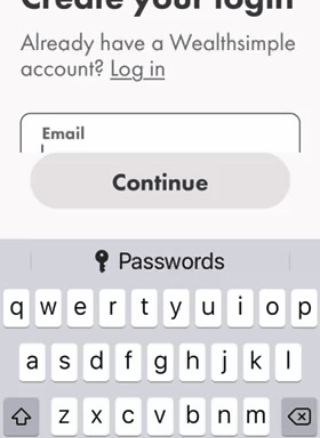 Create your login
Already have a Wealthsimple
account? Log in
Email
Continue
Passwords
q w e r t y u i o p
a s d f g h j k l
z x c v b n m